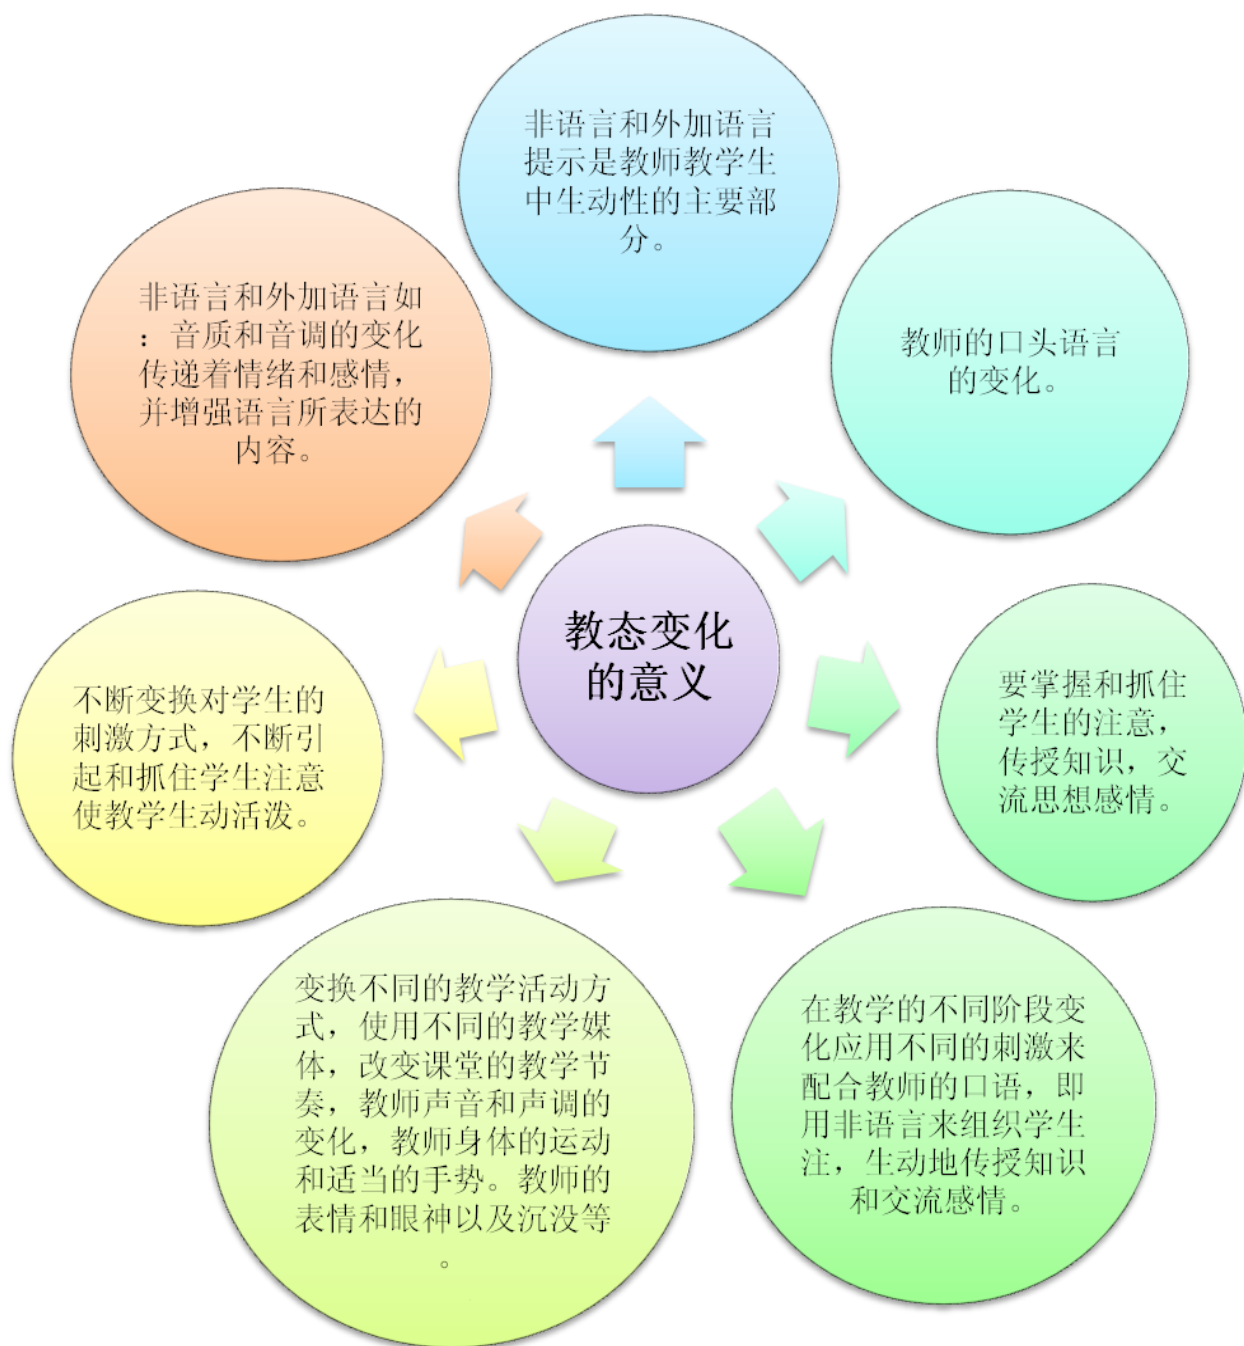 非语言和外加语言
提示是教师教学生
中生动性的主要部
分。
教师的口头语言
的变化。
要掌握和抓住
学生的注意，
传授知识，交
流思想感情。
在教学的不同阶段变
化应用不同的刺激来
配合教师的口语，即
用非语言来组织学生
注，生动地传授知识
和交流感情。
变换不同的教学活动方
式，使用不同的教学媒
体，改变课堂的教学节
奏，教师声音和声调的
变化，教师身体的运动
和适当的手势。教师的
表情和眼神以及沉没等
。
不断变换对学生的
刺激方式，不断引
起和抓住学生注意
使教学生动活泼。
非语言和外加语言如
：音质和音调的变化
传递着情绪和感情，
并增强语言所表达的
内容。
教态变化
的意义